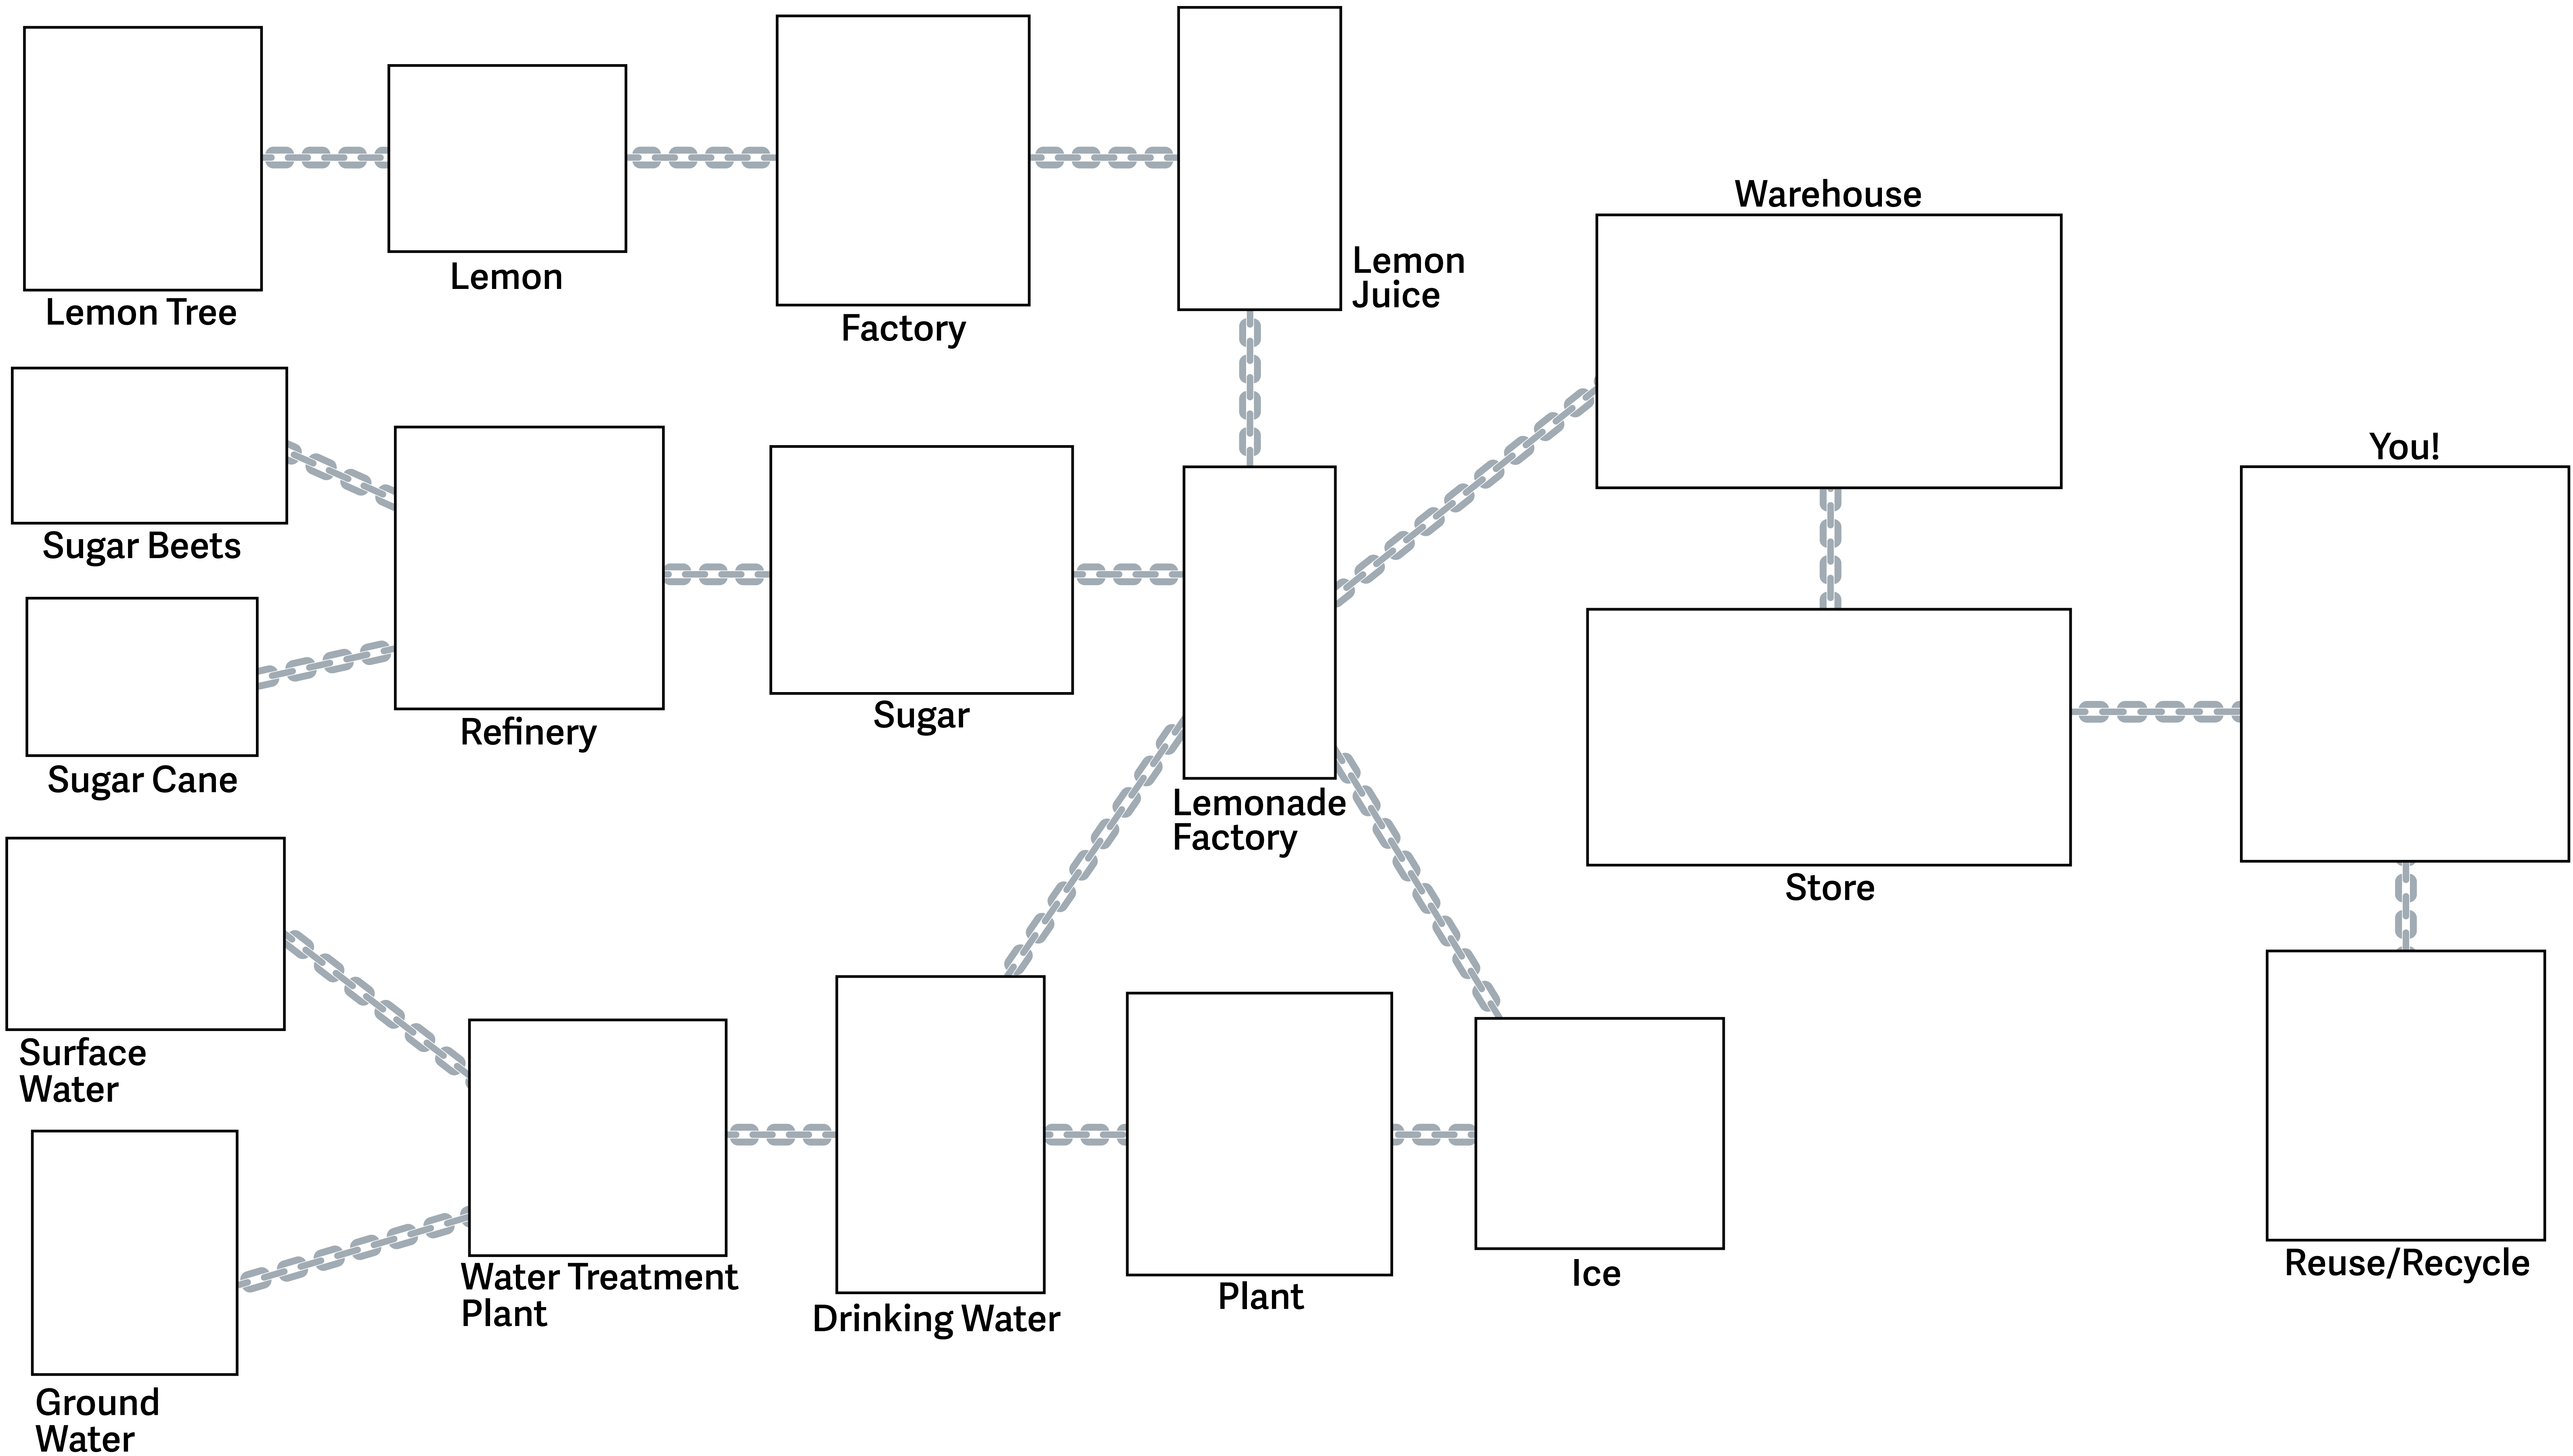 Lemon Tree
Lemon
Factory
Lemon
Juice
Warehouse
Sugar Beets
Sugar Cane
Refinery
Sugar
Lemonade
Factory
Store
You!
Surface
Water
Ground
Water
Water Treatment
Plant
Drinking Water
Plant
Ice
Reuse/Recycle